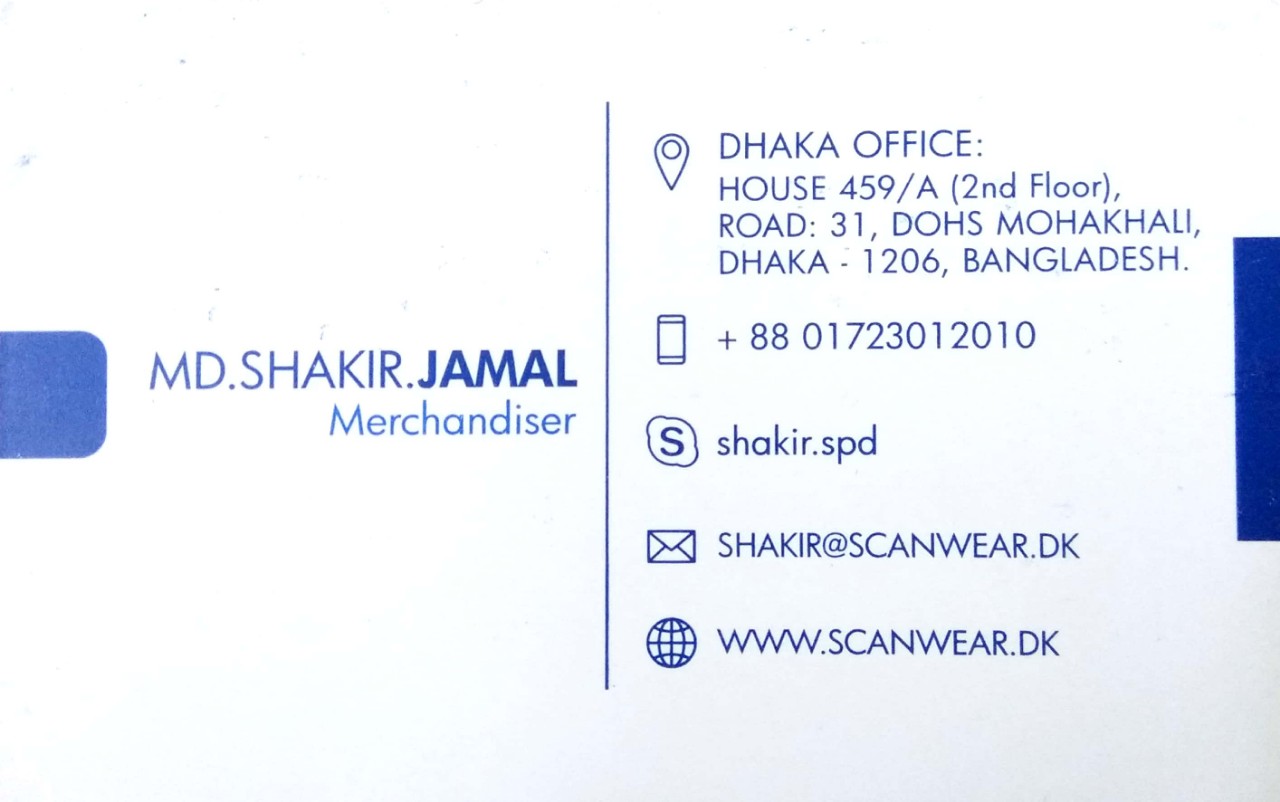 MD.SHAKIR.JAMAL
Merchandiser
DHAKA OFFICE:
HOUSE 459/A (2nd Floor),
ROAD: 31, DOHS MOHAKHALI,
DHAKA - 1206, BANGLADESH.
+ 88 01723012010
shakir.spd
SHAKIR@SCANWEAR.DK
WWW.SCANWEAR.DK